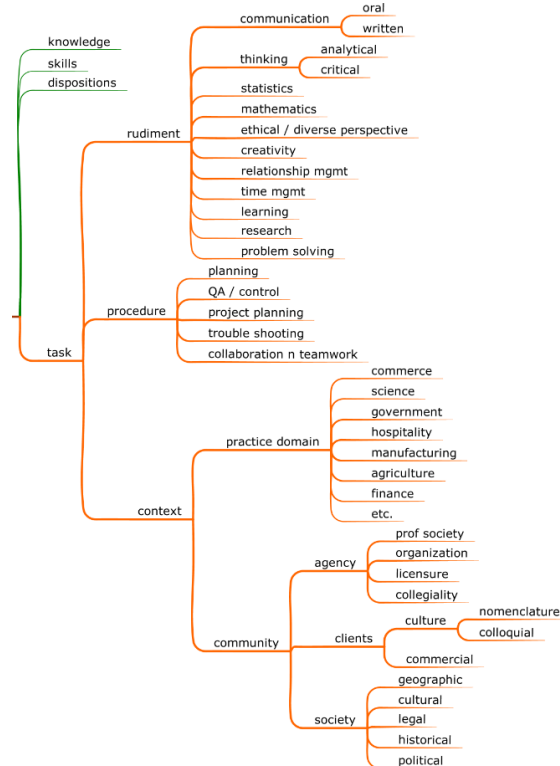 knowledge
skills
dispositions
task
rudiment
communication
oral
written
thinking
analytical
critical
statistics
mathematics
ethical / diverse perspective
creativity
relationship mgmt
time mgmt
learning
research
problem solving
procedure
planning
QA / control
project planning
trouble shooting
collaboration n teamwork
context
practice domain
commerce
science
government
hospitality
manufacturing
agriculture
finance
etc.
community
agency
prof society
organization
licensure
collegiality
clients
culture
nomenclature
colloquial
commercial
society
geographic
cultural
legal
historical
political